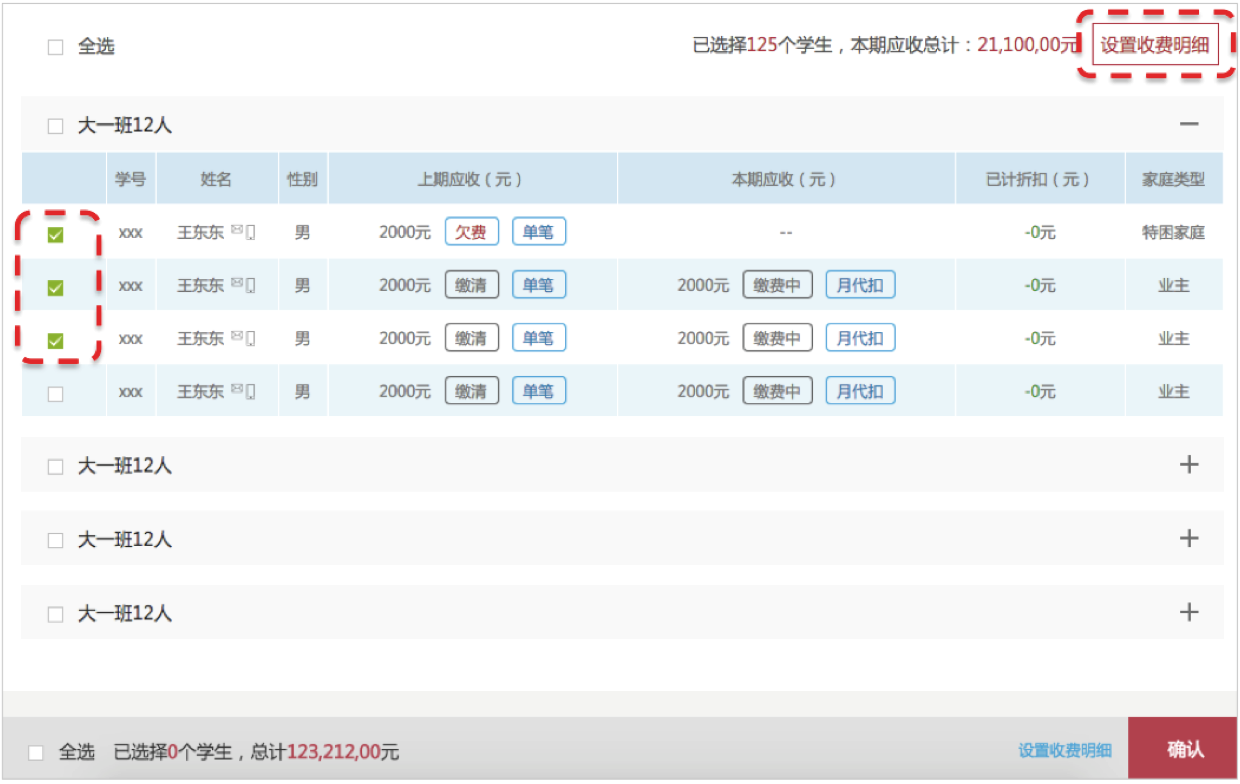 全选 已选择125个学生，本期应收总计：21,100,00元 设置收费明细
大一班12人
学号 姓名 性别 上期应收（元） 本期应收（元） 已计折扣（元） 家庭类型
xxx 王东东 男 2000元 欠费 单笔 -- -0元 特困家庭
xxx 王东东 男 2000元 缴清 单笔 2000元 缴费中 月代扣 -0元 业主
xxx 王东东 男 2000元 缴清 单笔 2000元 缴费中 月代扣 -0元 业主
xxx 王东东 男 2000元 缴清 单笔 2000元 缴费中 月代扣 -0元 业主
大一班12人
大一班12人
大一班12人
全选 已选择0个学生，总计123,212,00元 设置收费明细 确认